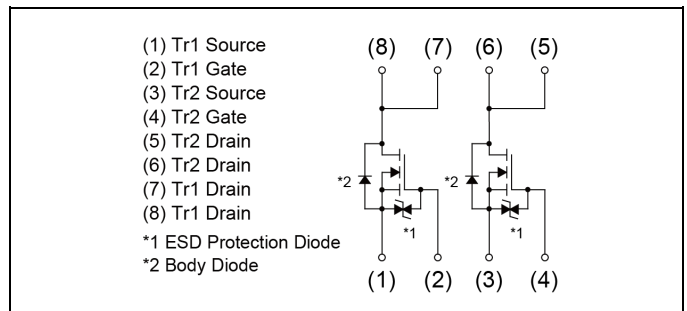 (1) Tr1 Source
(2) Tr1 Gate
(3) Tr2 Source
(4) Tr2 Gate
(5) Tr2 Drain
(6) Tr2 Drain
(7) Tr1 Drain
(8) Tr1 Drain
*1 ESD Protection Diode
*2 Body Diode
(8) (7) (6) (5)
*2 *2
*1 *1
(1) (2) (3) (4)